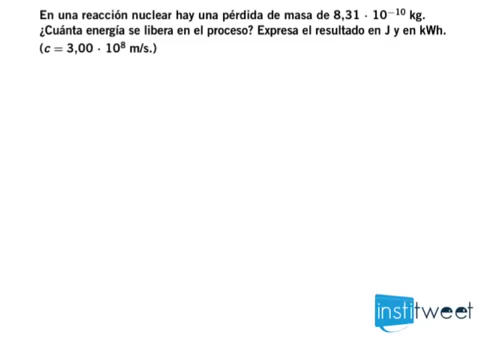 En una reacción nuclear hay una pérdida de masa de 8,31 · 10⁻¹⁰ kg.
¿Cuánta energía se libera en el proceso? Expresa el resultado en J y en kWh.
(c = 3,00 · 10⁸ m/s.)
institweet